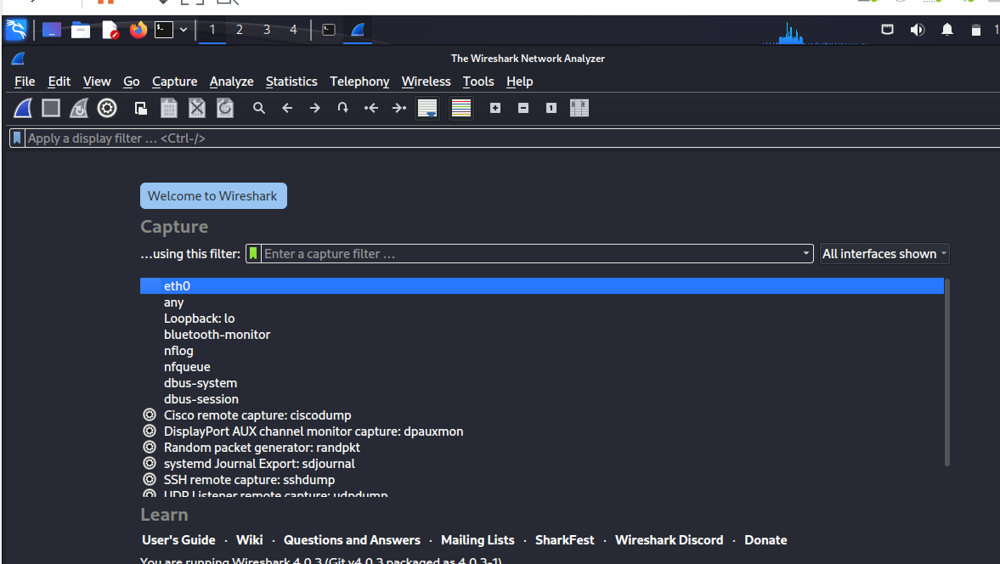 1 2 3 4
The Wireshark Network Analyzer
File Edit View Go Capture Analyze Statistics Telephony Wireless Tools Help
Apply a display filter … <Ctrl-/>
Welcome to Wireshark
Capture
…using this filter: Enter a capture filter … All interfaces shown
eth0
any
Loopback: lo
bluetooth-monitor
nflog
nfqueue
dbus-system
dbus-session
Cisco remote capture: ciscodump
DisplayPort AUX channel monitor capture: dpauxmon
Random packet generator: randpkt
systemd Journal Export: sdjournal
SSH remote capture: sshdump
UDP Listener remote capture: udpdump
Learn
User's Guide · Wiki · Questions and Answers · Mailing Lists · SharkFest · Wireshark Discord · Donate
You are running Wireshark 4.0.3 (Git v4.0.3 packaged as 4.0.3-1).